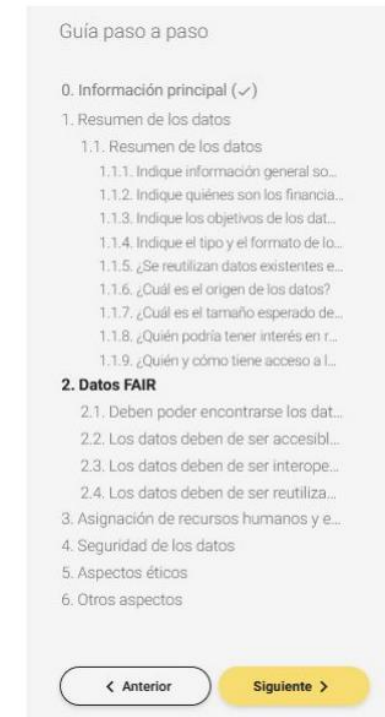 Guía paso a paso
0. Información principal (✓)
1. Resumen de los datos
1.1. Resumen de los datos
1.1.1. Indique información general so...
1.1.2. Indique quiénes son los financia...
1.1.3. Indique los objetivos de los dat...
1.1.4. Indique el tipo y el formato de lo...
1.1.5. ¿Se reutilizan datos existentes e...
1.1.6. ¿Cuál es el origen de los datos?
1.1.7. ¿Cuál es el tamaño esperado de...
1.1.8. ¿Quién podría tener interés en r...
1.1.9. ¿Quién y cómo tiene acceso a l...
2. Datos FAIR
2.1. Deben poder encontrarse los dat...
2.2. Los datos deben de ser accesibl...
2.3. Los datos deben de ser interope...
2.4. Los datos deben de ser reutiliza...
3. Asignación de recursos humanos y e...
4. Seguridad de los datos
5. Aspectos éticos
6. Otros aspectos
< Anterior
Siguiente >